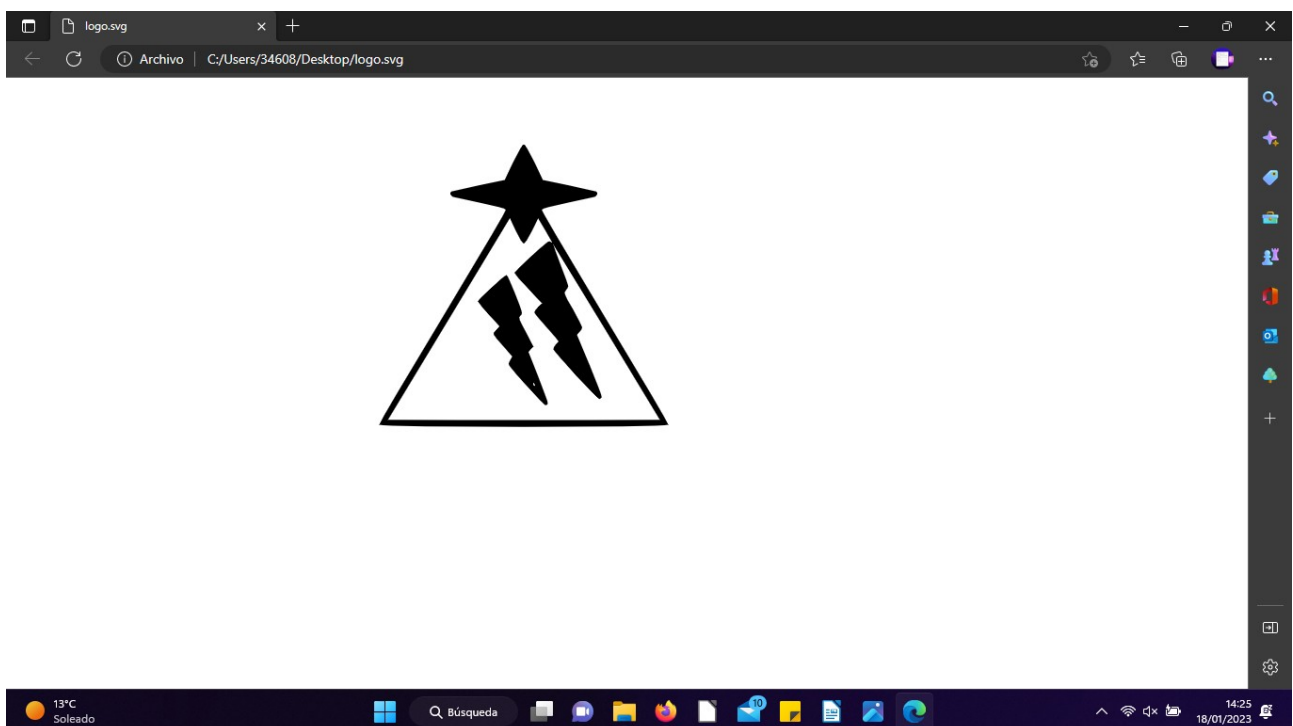 logo.svg
Archivo | C:/Users/34608/Desktop/logo.svg
13°C
Soleado
Búsqueda
10
14:25
18/01/2023